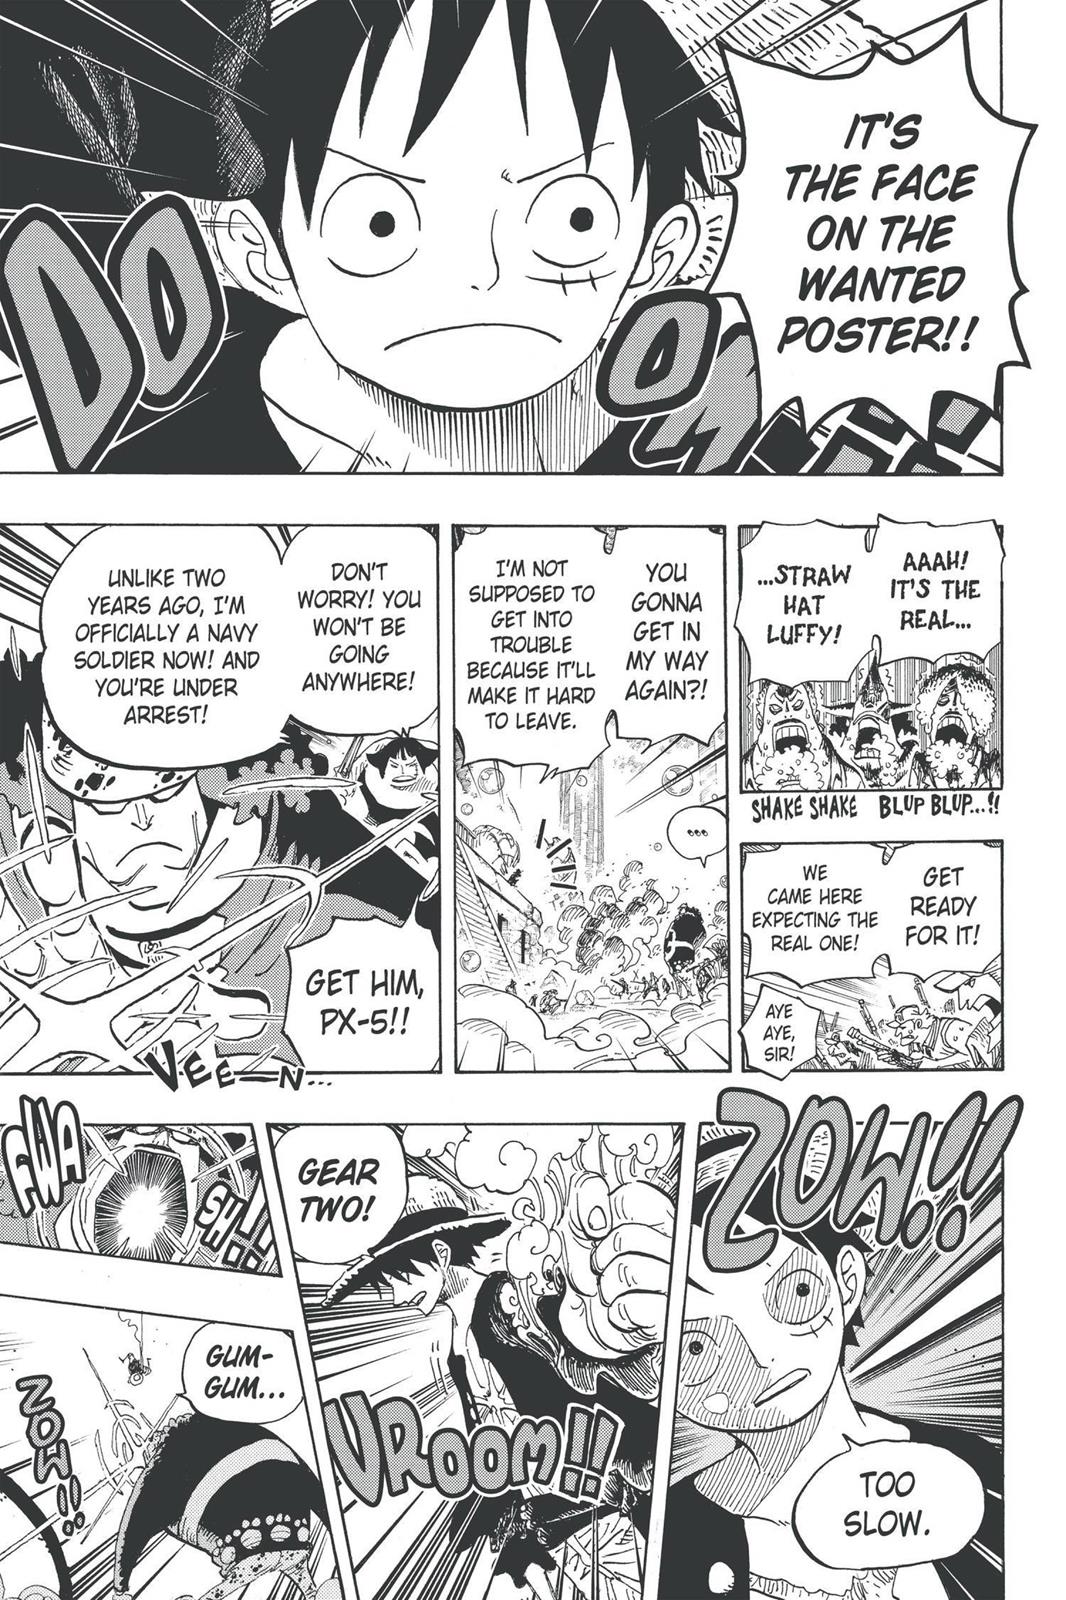 IT'S
THE FACE
ON THE
WANTED
POSTER!!
DOOM
AAAH!
IT'S THE
REAL...
...STRAW
HAT
LUFFY!
BLUP BLUP...!!
SHAKE SHAKE
GET
READY
FOR IT!
WE
CAME HERE
EXPECTING THE
REAL ONE!
AYE
AYE,
SIR!
YOU
GONNA
GET IN
MY WAY
AGAIN?!
I'M NOT
SUPPOSED TO
GET INTO
TROUBLE
BECAUSE IT'LL
MAKE IT HARD
TO LEAVE.
...
DON'T
WORRY! YOU
WON'T BE
GOING
ANYWHERE!
UNLIKE TWO
YEARS AGO, I'M
OFFICIALLY A NAVY
SOLDIER NOW! AND
YOU'RE UNDER
ARREST!
GET HIM,
PX-5!!
VEE—N...
ZOW!!
TOO
SLOW.
GEAR
TWO!
VROOM!!
FWA
GUM-
GUM...
ZOW!!